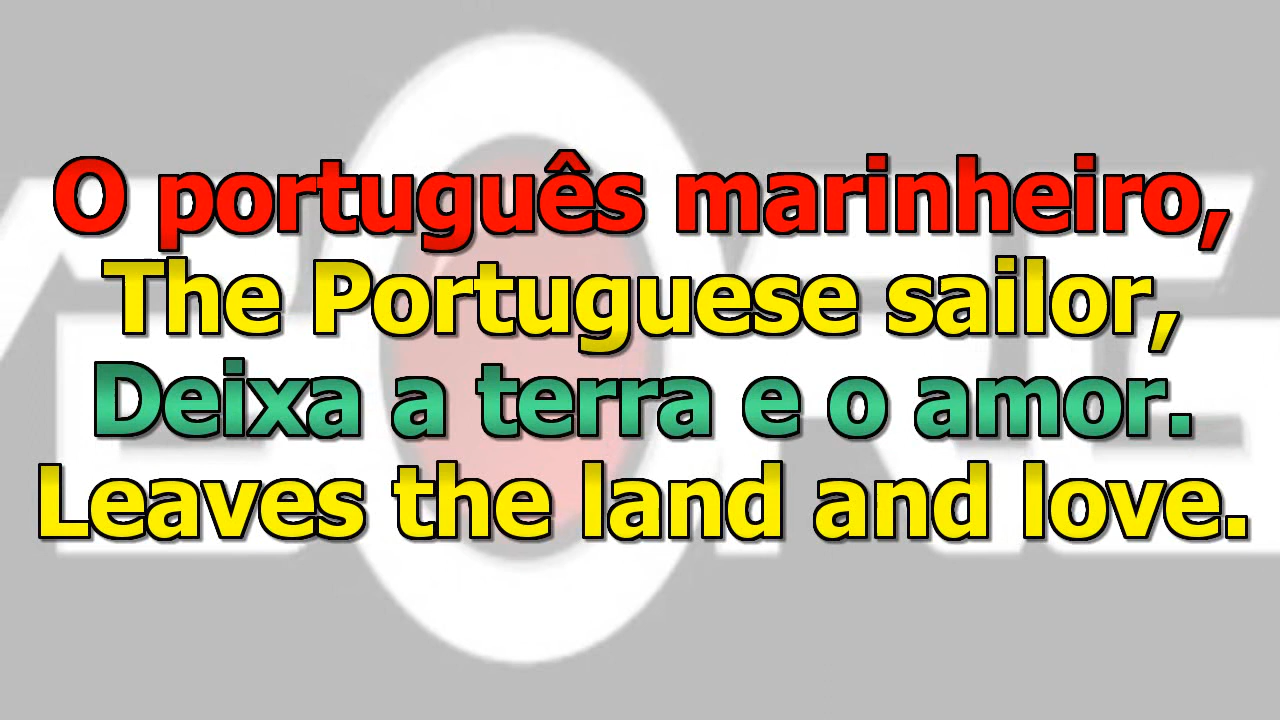 O português marinheiro,
The Portuguese sailor,
Deixa a terra e o amor.
Leaves the land and love.